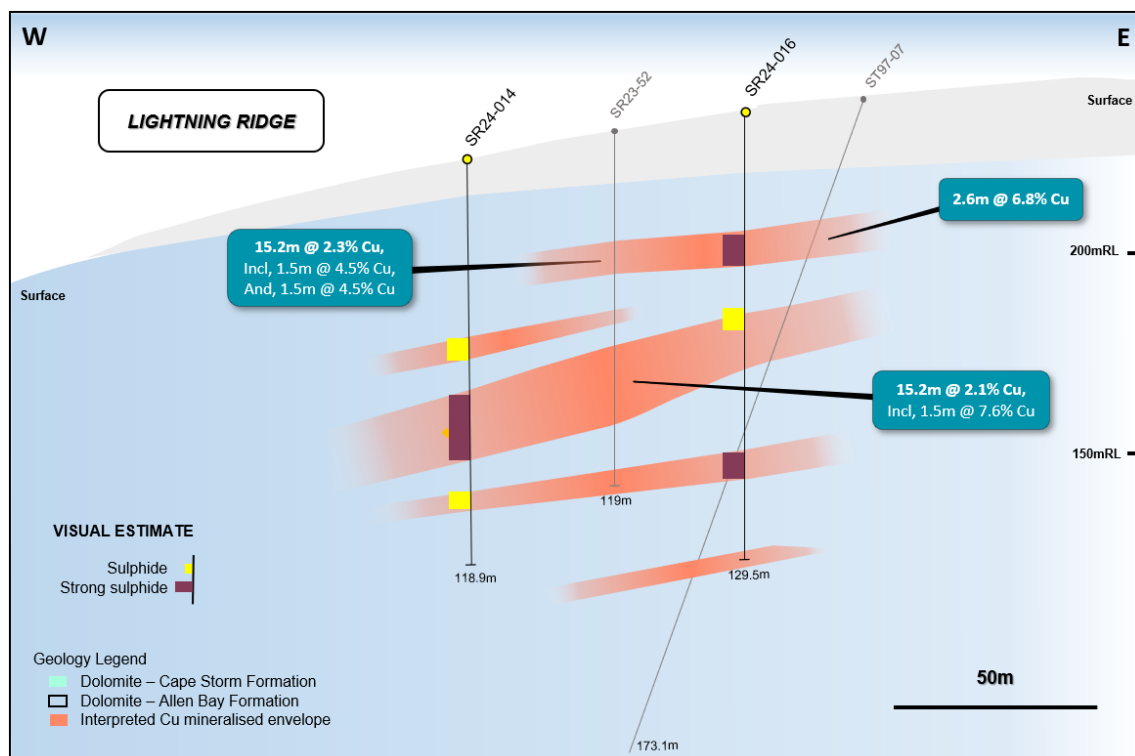 W
E
LIGHTNING RIDGE
SR24-014
SR23-52
SR24-016
ST97-07
Surface
2.6m @ 6.8% Cu
15.2m @ 2.3% Cu,
Incl, 1.5m @ 4.5% Cu,
And, 1.5m @ 4.5% Cu
200mRL
Surface
15.2m @ 2.1% Cu,
Incl, 1.5m @ 7.6% Cu
150mRL
119m
VISUAL ESTIMATE
Sulphide
Strong sulphide
118.9m
129.5m
Geology Legend
Dolomite – Cape Storm Formation
Dolomite – Allen Bay Formation
Interpreted Cu mineralised envelope
50m
173.1m